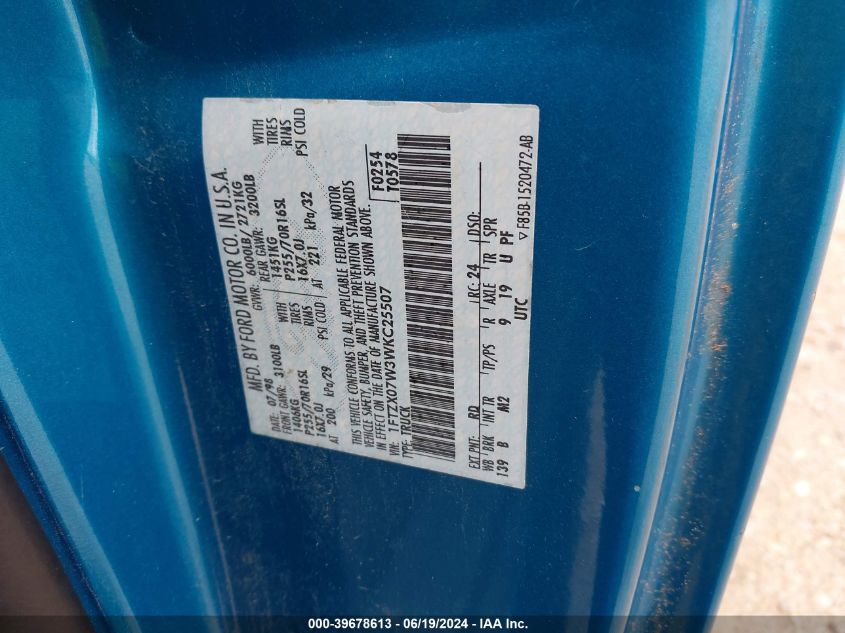 MFD. BY FORD MOTOR CO. IN U.S.A.
DATE: 07/98 GVWR: 6000LB/ 2721KG
FRONT GAWR: 3100LB REAR GAWR: 3200LB
1406KG 1451KG WITH
P255/70R16SL TIRES P255/70R16SL TIRES
16X7.0J RIMS 16X7.0J RIMS
AT 200 kPa/29 PSI COLD AT 221 kPa/32 PSI COLD
THIS VEHICLE CONFORMS TO ALL APPLICABLE FEDERAL MOTOR
VEHICLE SAFETY, BUMPER, AND THEFT PREVENTION STANDARDS
IN EFFECT ON THE DATE OF MANUFACTURE SHOWN ABOVE.
VIN: 1FTZX07W3WKC25507 F0254
TYPE: TRUCK T0578
EXT PNT: RD RC: 24 DSO:
WB BRK INT TR TP/PS R AXLE TR SPR
139 B M2 9 19 U PF
UTC
▽ F85B-1520472-AB
000-39678613 - 06/19/2024 - IAA Inc.